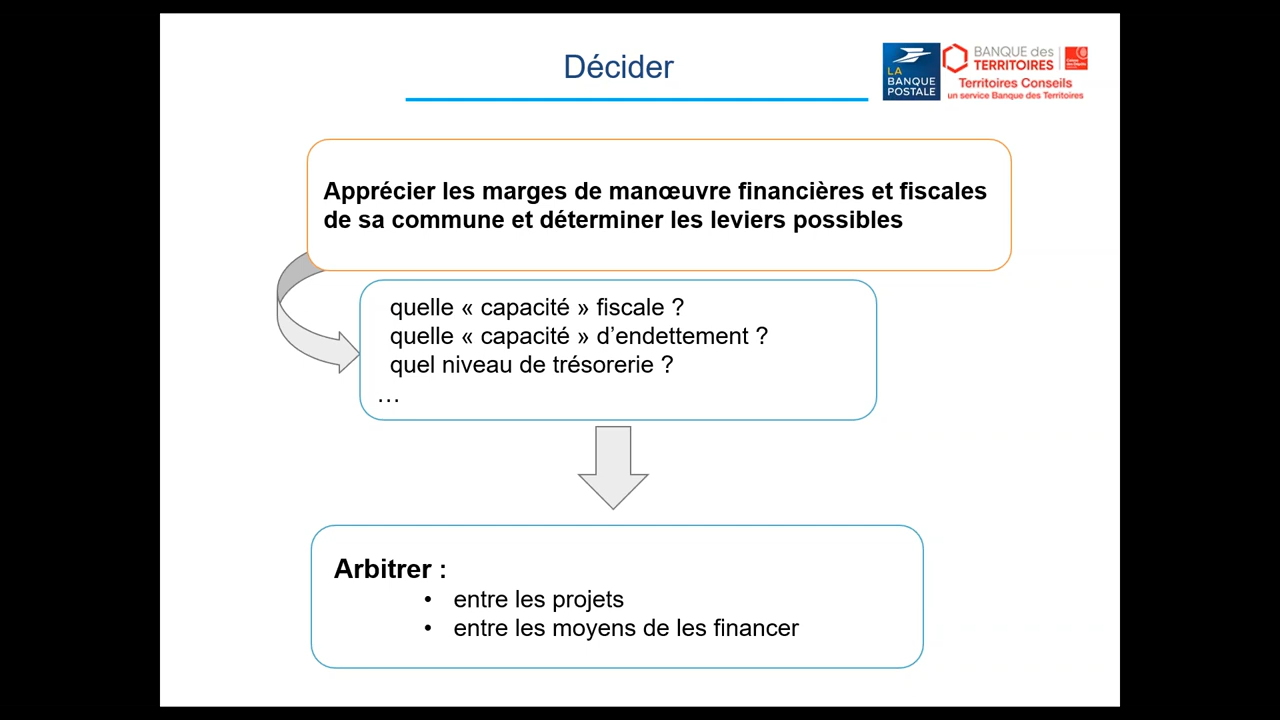 Décider
LA
BANQUE
POSTALE
BANQUE des
TERRITOIRES
Territoires Conseils
un service Banque des Territoires
Apprécier les marges de manœuvre financières et fiscales
de sa commune et déterminer les leviers possibles
quelle « capacité » fiscale ?
quelle « capacité » d’endettement ?
quel niveau de trésorerie ?
…
Arbitrer :
• entre les projets
• entre les moyens de les financer